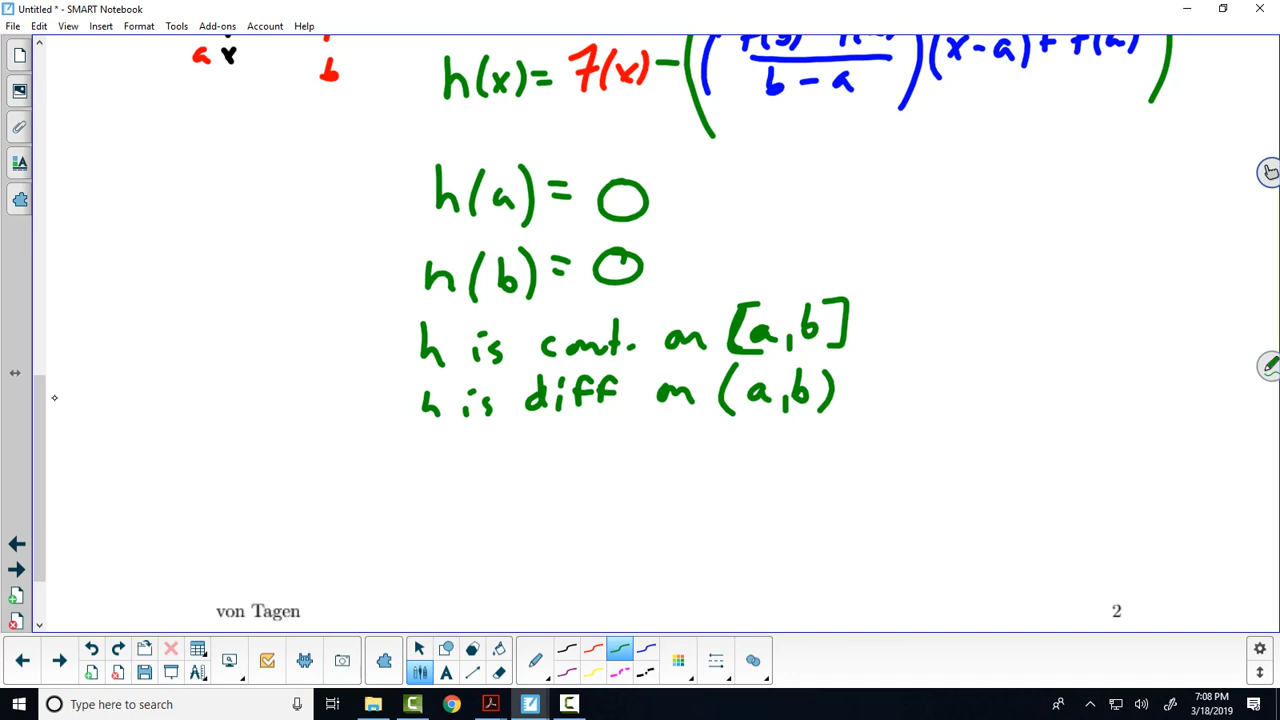 Untitled * - SMART Notebook
File Edit View Insert Format Tools Add-ons Account Help
a x b
h(x) = f(x) - ( ( / b - a ) (x - a) + f(a) )
h(a) = 0
h(b) = 0
h is cont. on [a,b]
h is diff on (a,b)
von Tagen 2
Type here to search
7:08 PM
3/18/2019